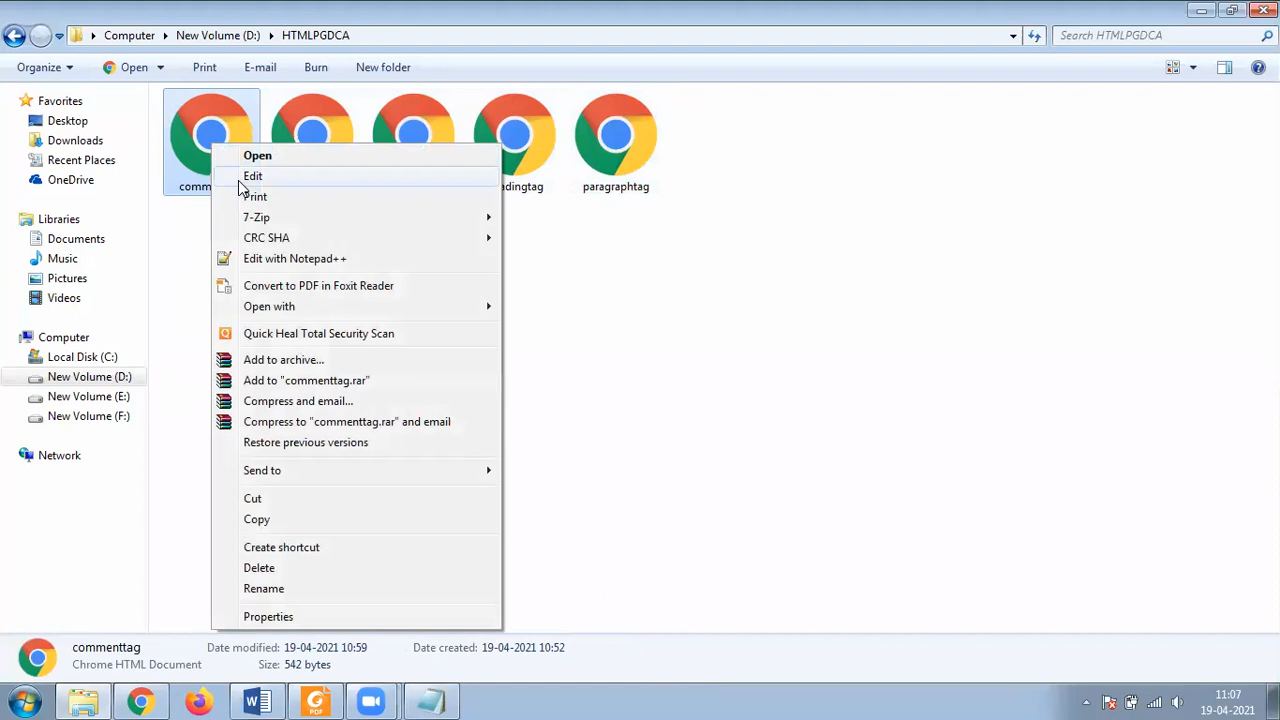 Computer New Volume (D:) HTMLPGDCA Search HTMLPGDCA
Organize Open Print E-mail Burn New folder
Favorites
Desktop
Downloads
Recent Places
OneDrive
Libraries
Documents
Music
Pictures
Videos
Computer
Local Disk (C:)
New Volume (D:)
New Volume (E:)
New Volume (F:)
Network
paragraphtag
Open
Edit
Print
7-Zip
CRC SHA
Edit with Notepad++
Convert to PDF in Foxit Reader
Open with
Quick Heal Total Security Scan
Add to archive...
Add to "commenttag.rar"
Compress and email...
Compress to "commenttag.rar" and email
Restore previous versions
Send to
Cut
Copy
Create shortcut
Delete
Rename
Properties
commenttag Date modified: 19-04-2021 10:59 Date created: 19-04-2021 10:52
Chrome HTML Document Size: 542 bytes
PDF
11:07
19-04-2021